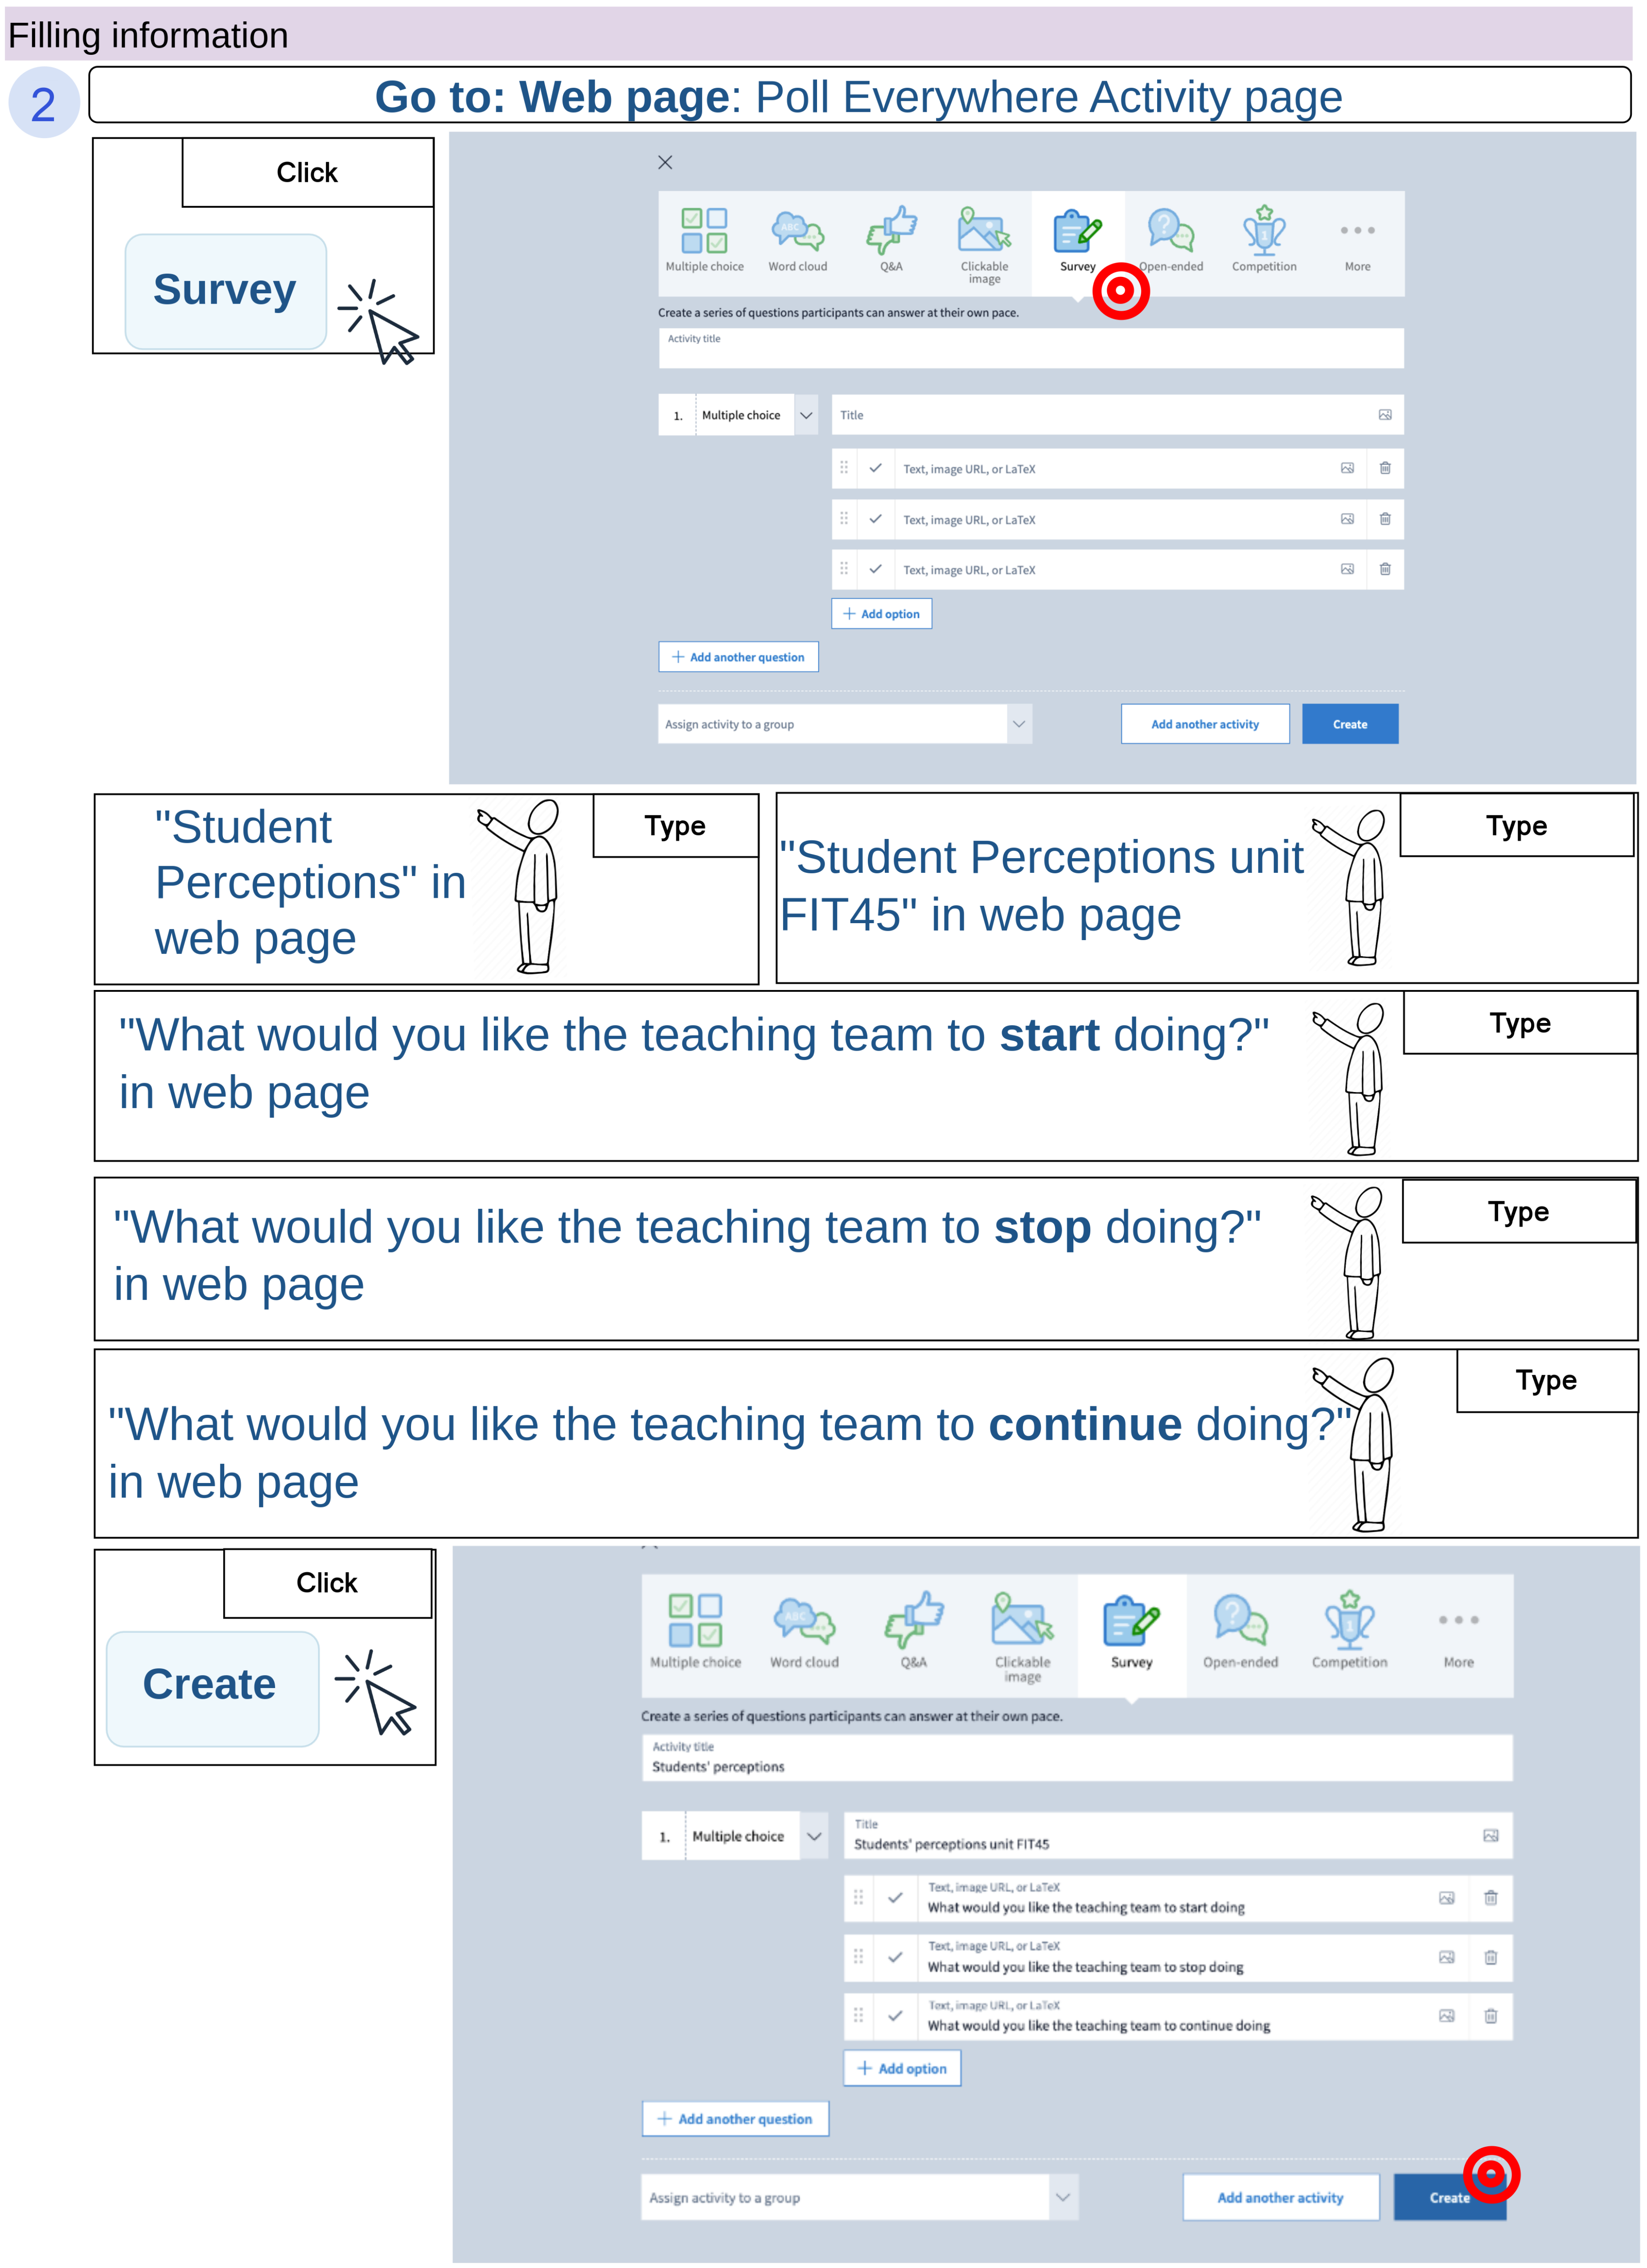 Filling information
2
Go to: Web page: Poll Everywhere Activity page
Click
Survey
Multiple choice
Word cloud
Q&A
Clickable
image
Survey
Open-ended
Competition
More
ABC
?
1
Create a series of questions participants can answer at their own pace.
Activity title
1. Multiple choice
Title
Text, image URL, or LaTeX
Text, image URL, or LaTeX
Text, image URL, or LaTeX
+ Add option
+ Add another question
Assign activity to a group
Add another activity
Create
"Student
Perceptions" in
web page
Type
"Student Perceptions unit
FIT45" in web page
Type
"What would you like the teaching team to start doing?"
in web page
Type
"What would you like the teaching team to stop doing?"
in web page
Type
"What would you like the teaching team to continue doing?"
in web page
Type
Click
Create
Multiple choice
Word cloud
Q&A
Clickable
image
Survey
Open-ended
Competition
More
ABC
?
1
Create a series of questions participants can answer at their own pace.
Activity title
Students' perceptions
1. Multiple choice
Title
Students' perceptions unit FIT45
Text, image URL, or LaTeX
What would you like the teaching team to start doing
Text, image URL, or LaTeX
What would you like the teaching team to stop doing
Text, image URL, or LaTeX
What would you like the teaching team to continue doing
+ Add option
+ Add another question
Assign activity to a group
Add another activity
Create